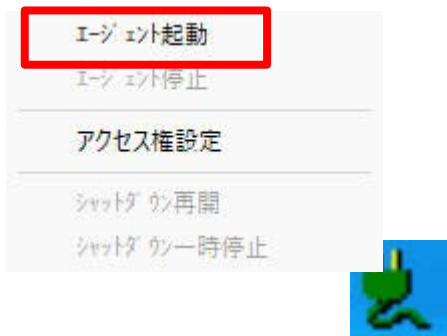 ｴｰｼﾞｪﾝﾄ起動
ｴｰｼﾞｪﾝﾄ停止
アクセス権設定
ｼｬｯﾄﾀﾞｳﾝ再開
ｼｬｯﾄﾀﾞｳﾝ一時停止